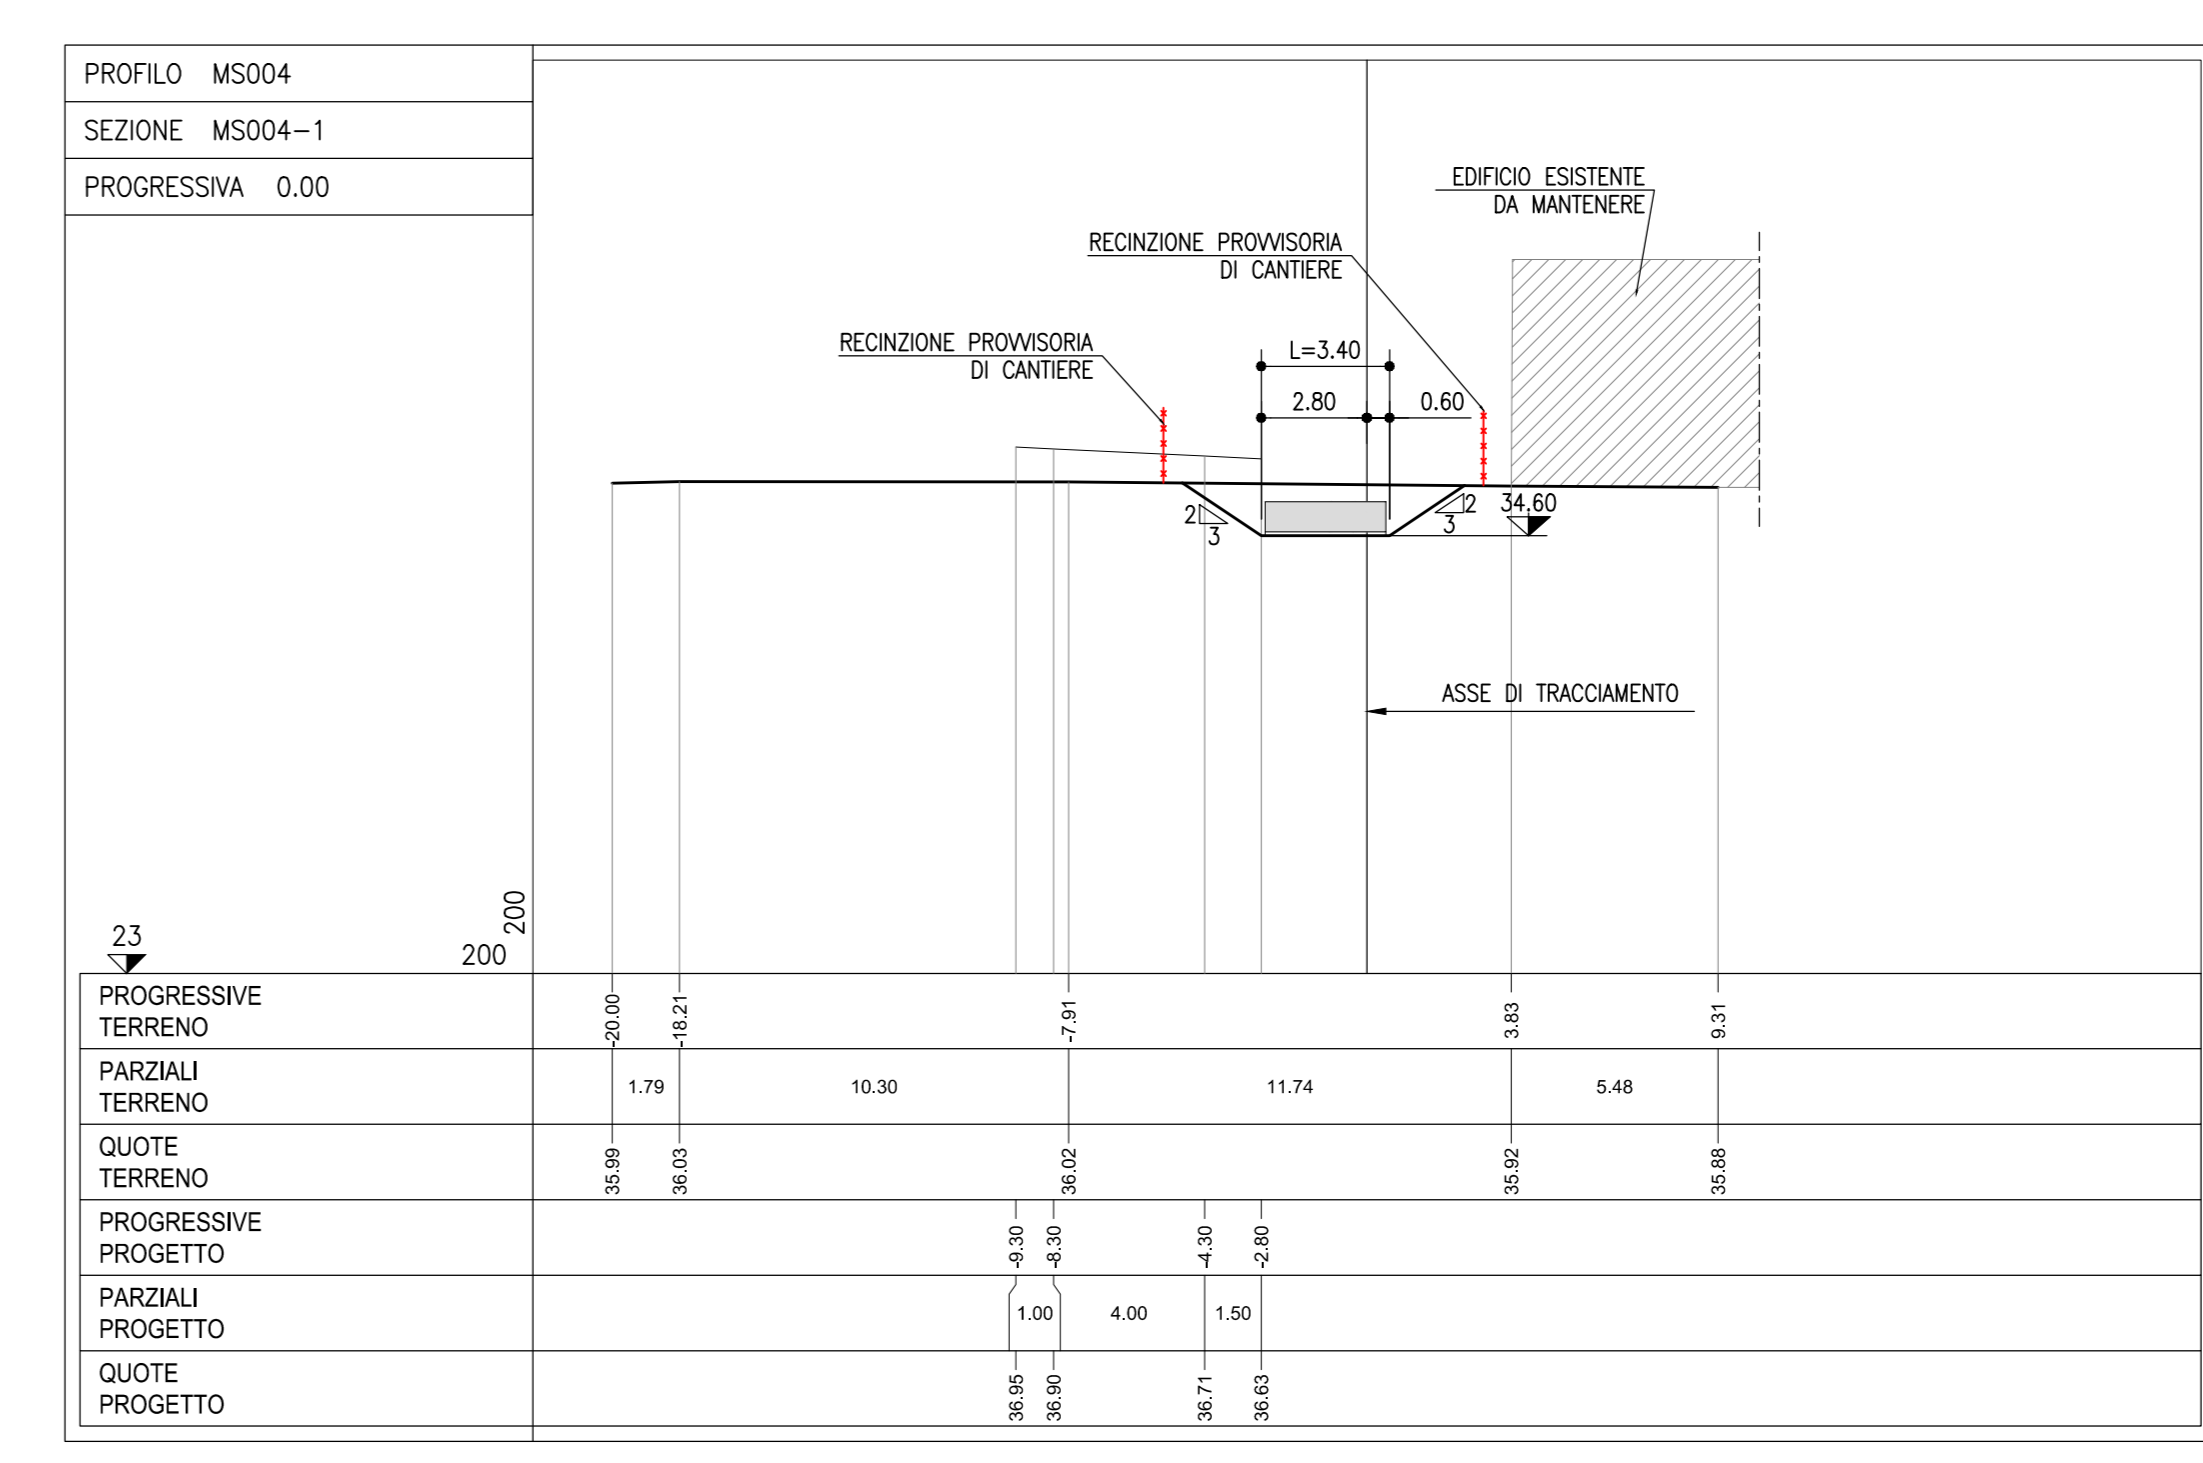 PROFILO MS004
SEZIONE MS004-1
PROGRESSIVA 0.00
EDIFICIO ESISTENTE
DA MANTENERE
RECINZIONE PROVVISORIA
DI CANTIERE
RECINZIONE PROVVISORIA
DI CANTIERE
L=3.40
2.80
0.60
2
3
2
3
34.60
ASSE DI TRACCIAMENTO
23
200
200
PROGRESSIVE
TERRENO
-20.00
-18.21
-7.91
3.83
9.31
PARZIALI
TERRENO
1.79
10.30
11.74
5.48
QUOTE
TERRENO
35.99
36.03
36.02
35.92
35.88
PROGRESSIVE
PROGETTO
-9.30
-8.30
-4.30
-2.80
PARZIALI
PROGETTO
1.00
4.00
1.50
QUOTE
PROGETTO
36.95
36.90
36.71
36.63